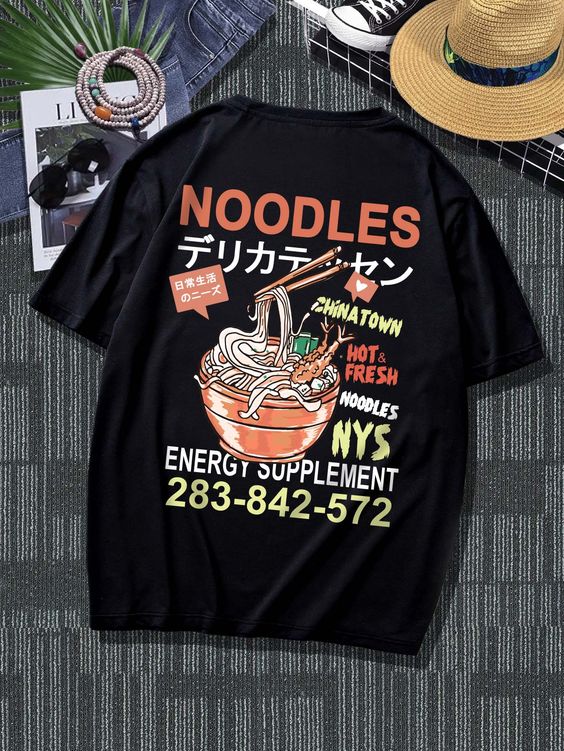 NOODLES
デリカテッセン
日常生活
のニーズ
CHINATOWN
HOT &
FRESH
NOODLES
NYS
ENERGY SUPPLEMENT
283-842-572